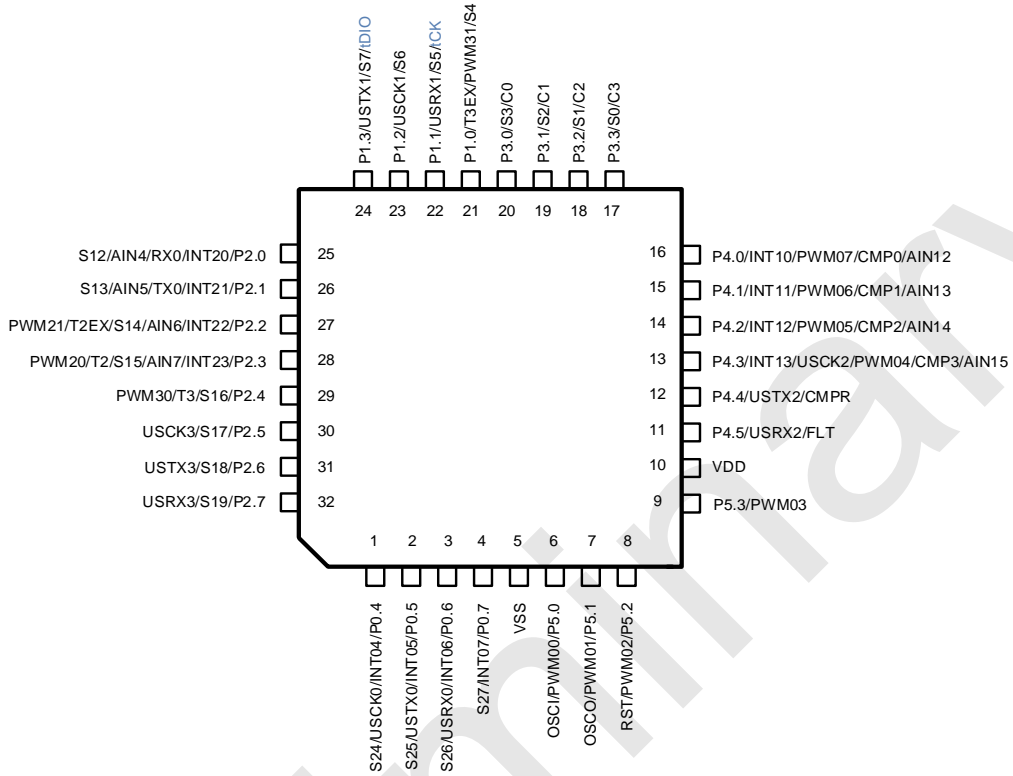 P1.3/USTX1/S7/tDIO
P1.2/USCK1/S6
P1.1/USRX1/S5/tCK
P1.0/T3EX/PWM31/S4
P3.0/S3/C0
P3.1/S2/C1
P3.2/S1/C2
P3.3/S0/C3
24 23 22 21 20 19 18 17
S12/AIN4/RX0/INT20/P2.0 25
S13/AIN5/TX0/INT21/P2.1 26
PWM21/T2EX/S14/AIN6/INT22/P2.2 27
PWM20/T2/S15/AIN7/INT23/P2.3 28
PWM30/T3/S16/P2.4 29
USCK3/S17/P2.5 30
USTX3/S18/P2.6 31
USRX3/S19/P2.7 32
16 P4.0/INT10/PWM07/CMP0/AIN12
15 P4.1/INT11/PWM06/CMP1/AIN13
14 P4.2/INT12/PWM05/CMP2/AIN14
13 P4.3/INT13/USCK2/PWM04/CMP3/AIN15
12 P4.4/USTX2/CMPR
11 P4.5/USRX2/FLT
10 VDD
9 P5.3/PWM03
1 2 3 4 5 6 7 8
S24/USCK0/INT04/P0.4
S25/USTX0/INT05/P0.5
S26/USRX0/INT06/P0.6
S27/INT07/P0.7
VSS
OSCI/PWM00/P5.0
OSCO/PWM01/P5.1
RST/PWM02/P5.2